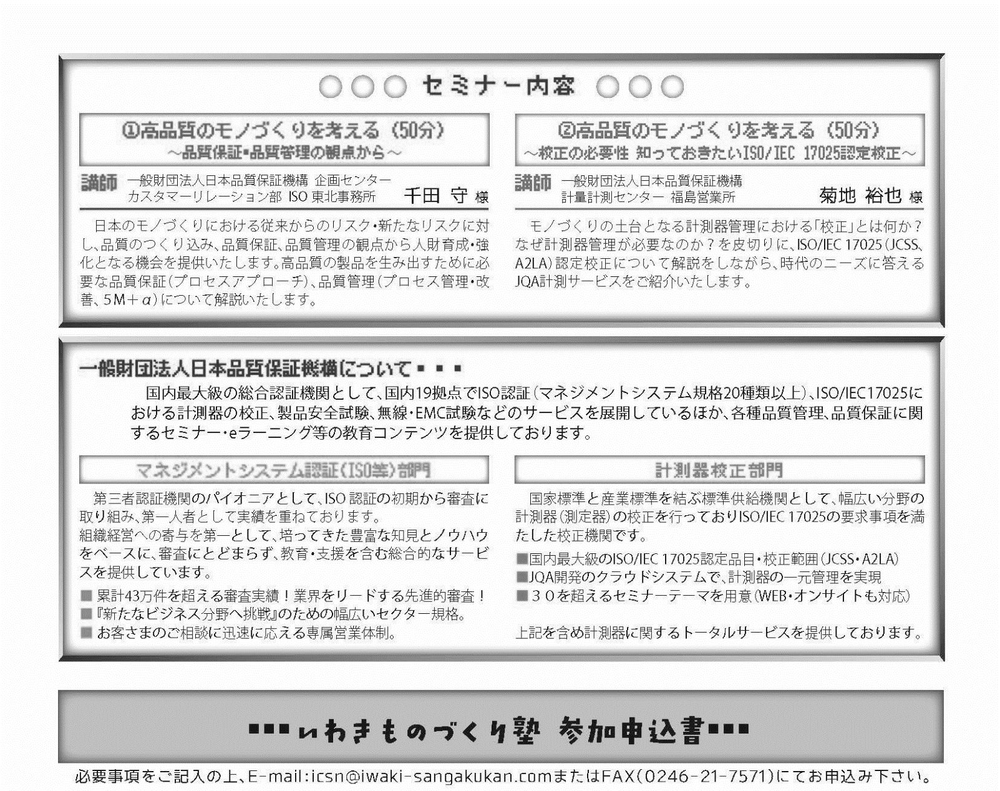 ○○○ セミナー内容 ○○○
①高品質のモノづくりを考える（50分）
～品質保証・品質管理の観点から～
講師 一般財団法人日本品質保証機構 企画センター
カスタマーリレーション部 ISO 東北事務所 千田 守 様
日本のモノづくりにおける従来からのリスク・新たなリスクに対
し、品質のつくり込み、品質保証、品質管理の観点から人財育成・強
化となる機会を提供いたします。高品質の製品を生み出すために必
要な品質保証（プロセスアプローチ）、品質管理（プロセス管理・改
善、５M＋α）について解説いたします。
②高品質のモノづくりを考える（50分）
～校正の必要性 知っておきたいISO/IEC 17025認定校正～
講師 一般財団法人日本品質保証機構
計量計測センター 福島営業所 菊地 裕也 様
モノづくりの土台となる計測器管理における「校正」とは何か？
なぜ計測器管理が必要なのか？を皮切りに、ISO/IEC 17025（JCSS、
A2LA）認定校正について解説をしながら、時代のニーズに答える
JQA計測サービスをご紹介いたします。
一般財団法人日本品質保証機構について・・・
国内最大級の総合認証機関として、国内19拠点でISO認証（マネジメントシステム規格20種類以上）、ISO/IEC17025に
おける計測器の校正、製品安全試験、無線・EMC試験などのサービスを展開しているほか、各種品質管理、品質保証に関
するセミナー・eラーニング等の教育コンテンツを提供しております。
マネジメントシステム認証（ISO等）部門
第三者認証機関のパイオニアとして、ISO 認証の初期から審査に
取り組み、第一人者として実績を重ねております。
組織経営への寄与を第一として、培ってきた豊富な知見とノウハウ
をベースに、審査にとどまらず、教育・支援を含む総合的なサービ
スを提供しています。
■ 累計43万件を超える審査実績！業界をリードする先進的審査！
■ 『新たなビジネス分野へ挑戦』のための幅広いセクター規格。
■ お客さまのご相談に迅速に応える専属営業体制。
計測器校正部門
国家標準と産業標準を結ぶ標準供給機関として、幅広い分野の
計測器（測定器）の校正を行っておりISO/IEC 17025の要求事項を満
たした校正機関です。
■国内最大級のISO/IEC 17025認定品目・校正範囲（JCSS・A2LA）
■JQA開発のクラウドシステムで、計測器の一元管理を実現
■３０を超えるセミナーテーマを用意（WEB・オンサイトも対応）
上記を含め計測器に関するトータルサービスを提供しております。
▪▪▪いわきものづくり塾 参加申込書▪▪▪
必要事項をご記入の上、E-mail：icsn@iwaki-sangakukan.comまたはFAX（0246-21-7571）にてお申込み下さい。